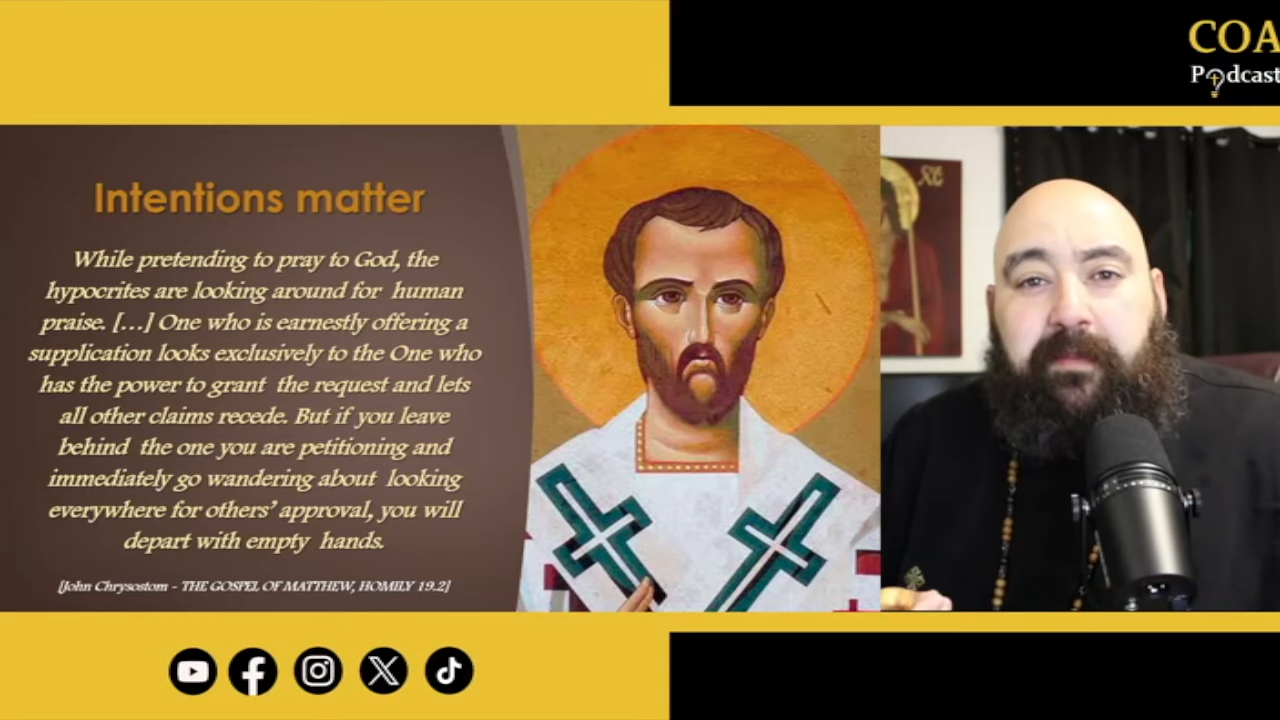 COA
Podcast
Intentions matter
While pretending to pray to God, the
hypocrites are looking around for human
praise. […] One who is earnestly offering a
supplication looks exclusively to the One who
has the power to grant the request and lets
all other claims recede. But if you leave
behind the one you are petitioning and
immediately go wandering about looking
everywhere for others’ approval, you will
depart with empty hands.
[John Chrysostom - THE GOSPEL OF MATTHEW, HOMILY 19.2]